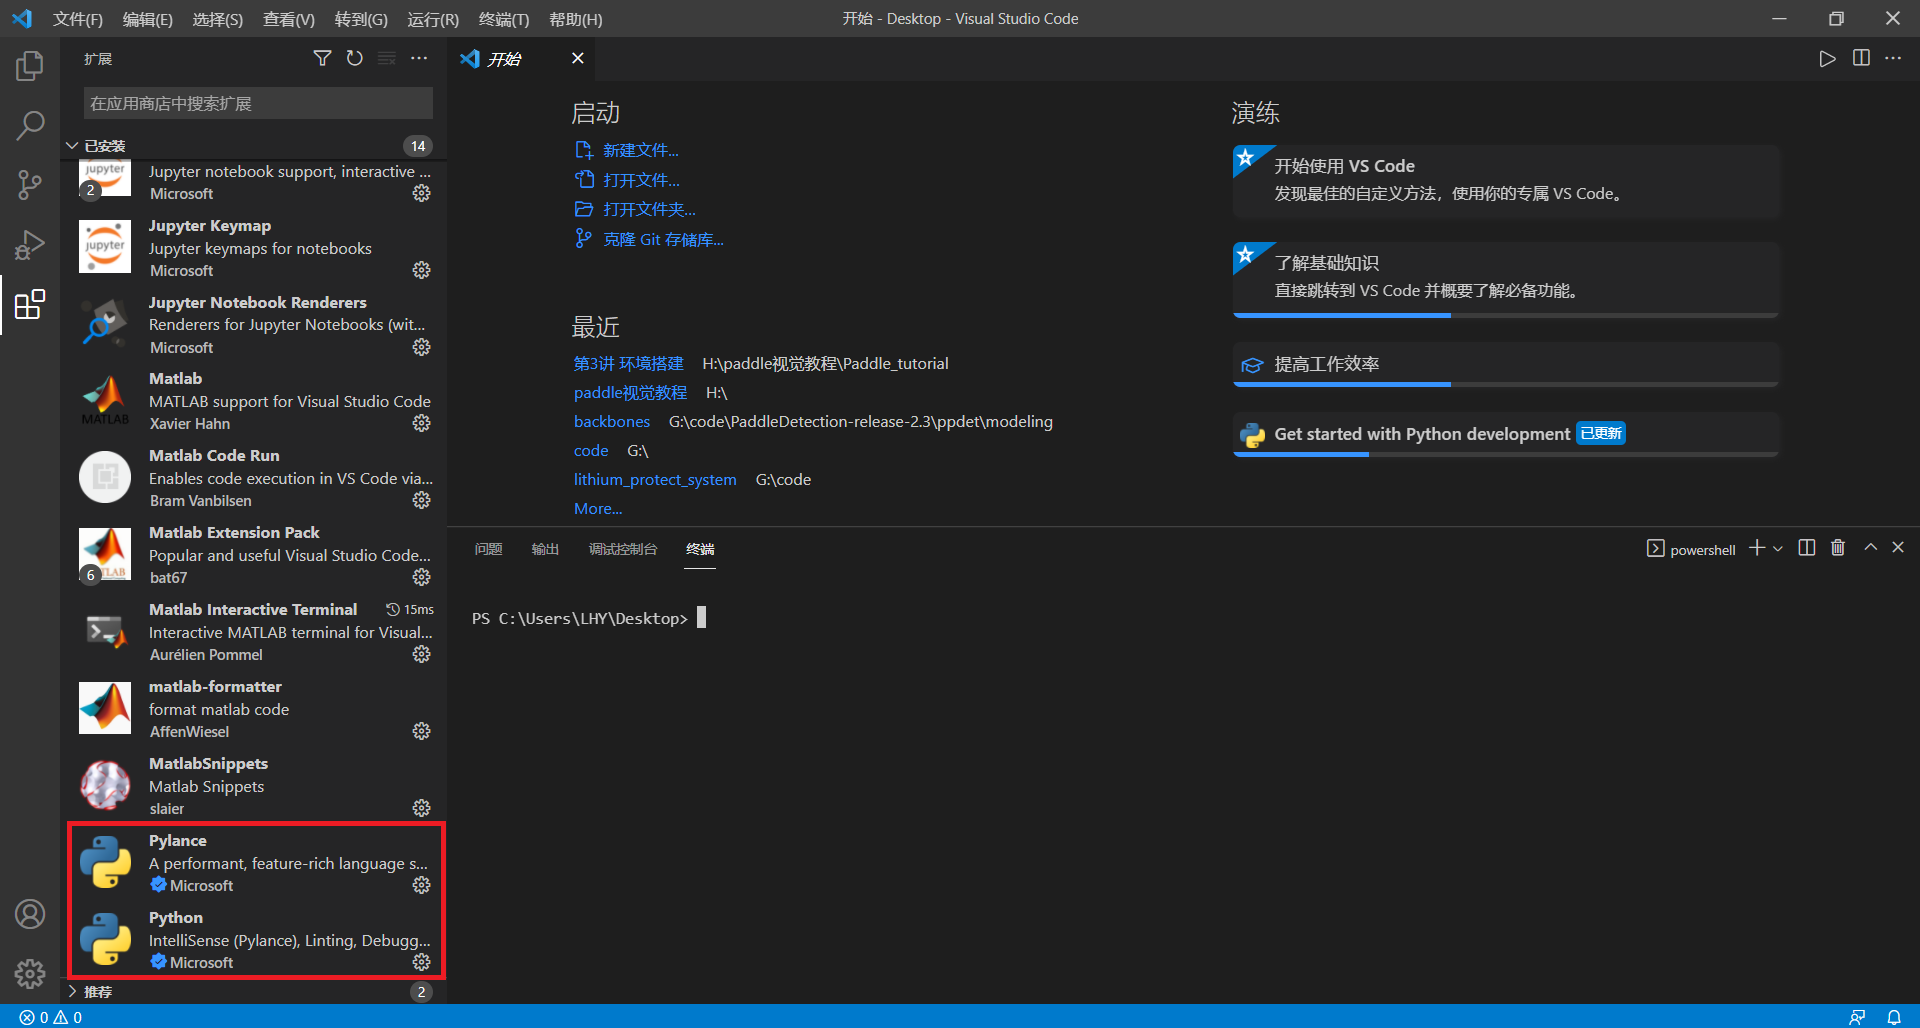 文件(F) 编辑(E) 选择(S) 查看(V) 转到(G) 运行(R) 终端(T) 帮助(H)
开始 - Desktop - Visual Studio Code
扩展
在应用商店中搜索扩展
已安装 14
jupyter
2
Jupyter notebook support, interactive ...
Microsoft
jupyter
Jupyter Keymap
Jupyter keymaps for notebooks
Microsoft
Jupyter Notebook Renderers
Renderers for Jupyter Notebooks (wit...
Microsoft
MATLAB
Matlab
MATLAB support for Visual Studio Code
Xavier Hahn
Matlab Code Run
Enables code execution in VS Code via...
Bram Vanbilsen
6
Matlab Extension Pack
Popular and useful Visual Studio Code...
bat67
Matlab Interactive Terminal 15ms
Interactive MATLAB terminal for Visual...
Aurélien Pommel
matlab-formatter
format matlab code
AffenWiesel
MatlabSnippets
Matlab Snippets
slaier
Pylance
A performant, feature-rich language s...
Microsoft
Python
IntelliSense (Pylance), Linting, Debugg...
Microsoft
推荐 2
开始
启动
新建文件...
打开文件...
打开文件夹...
克隆 Git 存储库...
最近
第3讲 环境搭建 H:\paddle视觉教程\Paddle_tutorial
paddle视觉教程 H:\
backbones G:\code\PaddleDetection-release-2.3\ppdet\modeling
code G:\
lithium_protect_system G:\code
More...
演练
开始使用 VS Code
发现最佳的自定义方法，使用你的专属 VS Code。
了解基础知识
直接跳转到 VS Code 并概要了解必备功能。
提高工作效率
Get started with Python development 已更新
问题 输出 调试控制台 终端
powershell
PS C:\Users\LHY\Desktop>
0 0